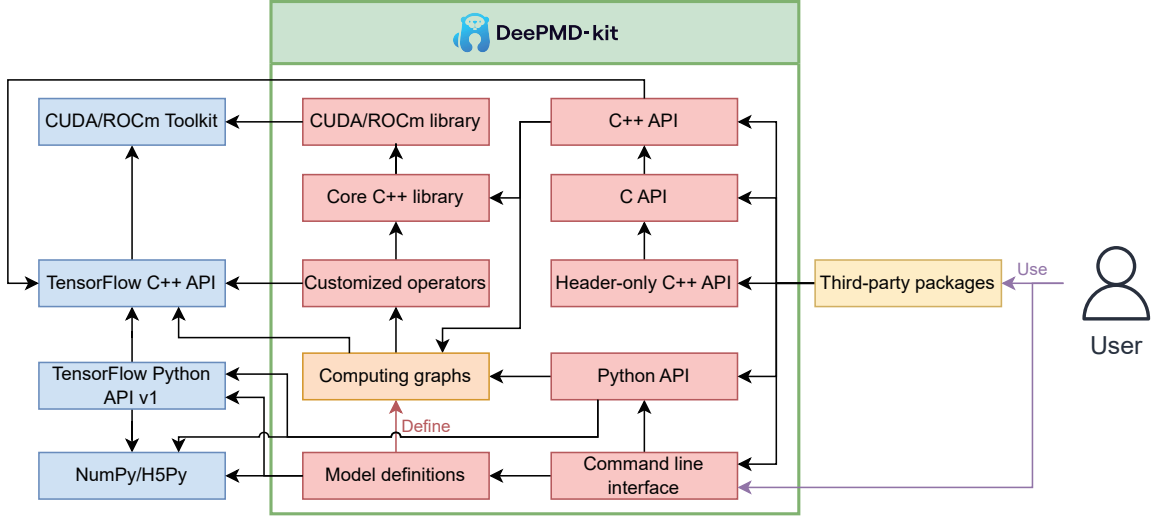 DeePMD-kit
CUDA/ROCm Toolkit
CUDA/ROCm library
C++ API
Core C++ library
C API
TensorFlow C++ API
Customized operators
Header-only C++ API
Third-party packages
Use
User
TensorFlow Python
API v1
Computing graphs
Python API
Define
NumPy/H5Py
Model definitions
Command line
interface